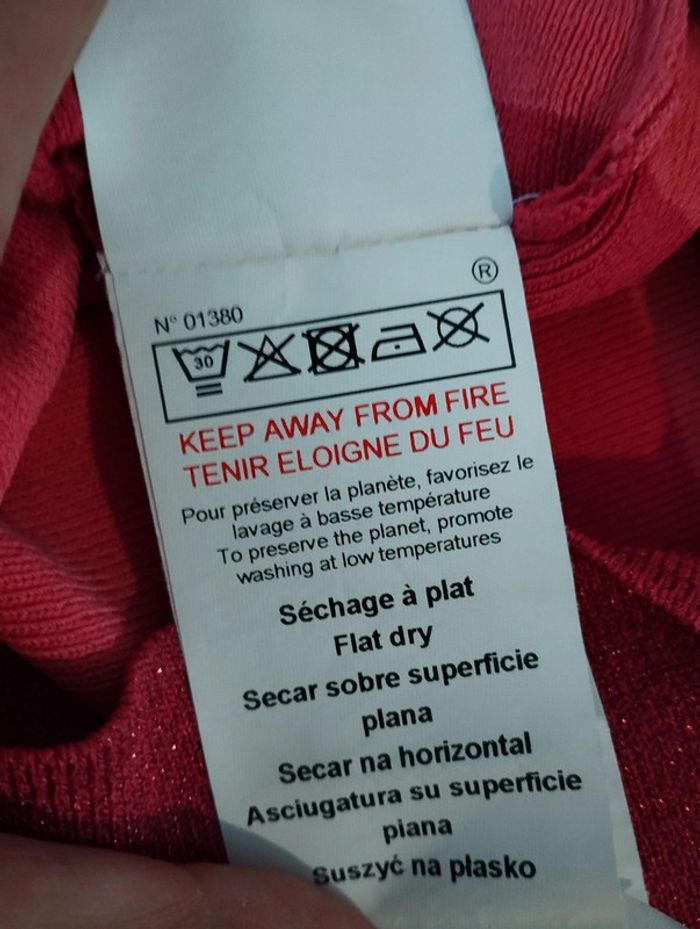 ®
N° 01380
30
KEEP AWAY FROM FIRE
TENIR ELOIGNE DU FEU
Pour préserver la planète, favorisez le
lavage à basse température
To preserve the planet, promote
washing at low temperatures
Séchage à plat
Flat dry
Secar sobre superficie
plana
Secar na horizontal
Asciugatura su superficie
piana
Suszyć na płasko